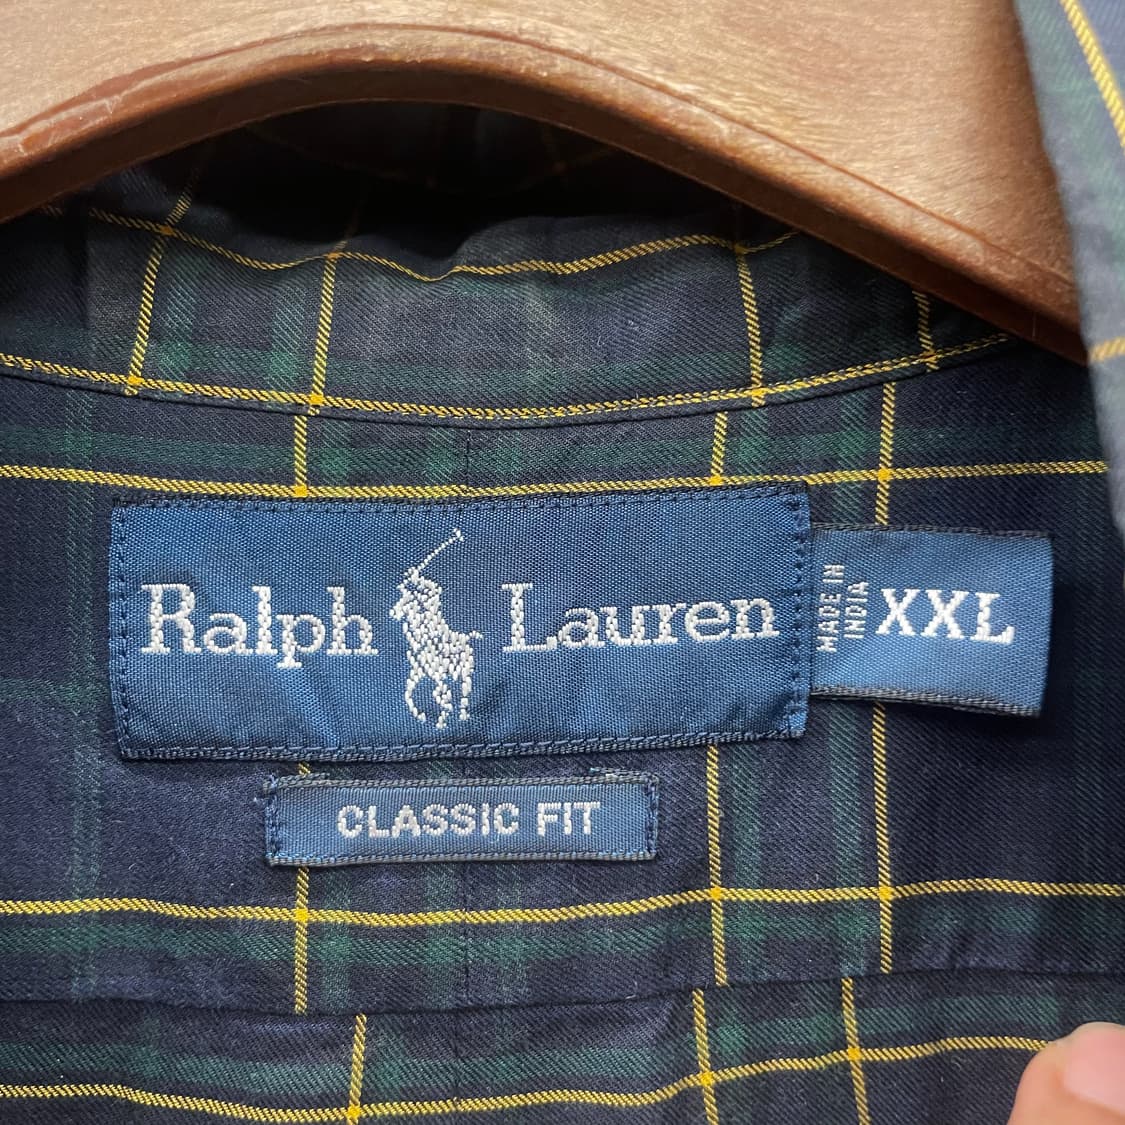 Ralph Lauren
MADE IN
INDIA
XXL
CLASSIC FIT